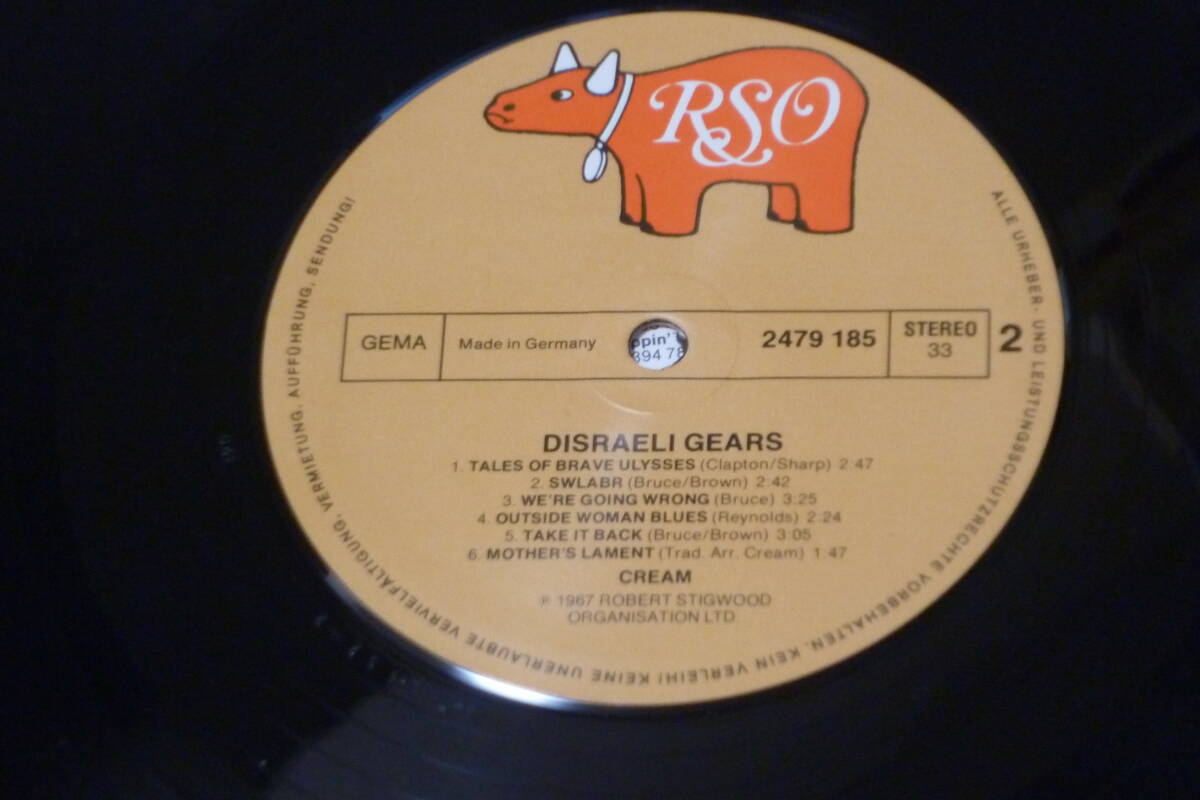 RSO
GEMA
Made in Germany
ppin'
394 78
2479 185
STEREO
33
2
DISRAELI GEARS
1. TALES OF BRAVE ULYSSES (Clapton/Sharp) 2:47
2. SWLABR (Bruce/Brown) 2:42
3. WE'RE GOING WRONG (Bruce) 3:25
4. OUTSIDE WOMAN BLUES (Reynolds) 2:24
5. TAKE IT BACK (Bruce/Brown) 3:05
6. MOTHER'S LAMENT (Trad. Arr. Cream) 1:47
CREAM
℗ 1967 ROBERT STIGWOOD
ORGANISATION LTD.
ALLE URHEBER- UND LEISTUNGSSCHUTZRECHTE VORBEHALTEN. KEIN VERLEIH! KEINE UNERLAUBTE VERVIELFÄLTIGUNG, VERMIETUNG, AUFFÜHRUNG, SENDUNG!